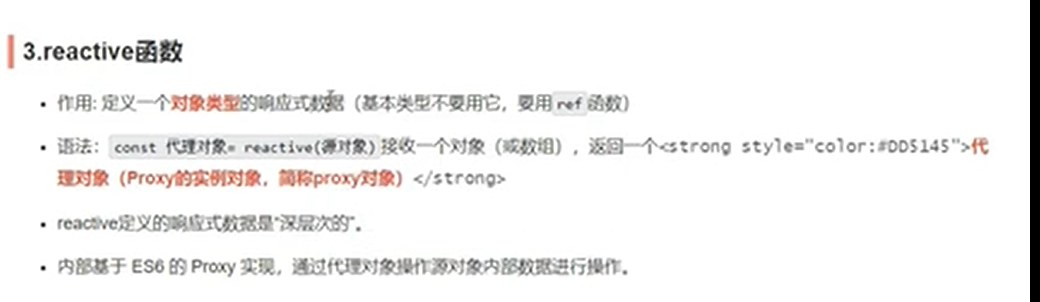 3.reactive函数
• 作用: 定义一个对象类型的响应式数据（基本类型不要用它，要用 ref 函数）
• 语法： const 代理对象= reactive(源对象) 接收一个对象（或数组），返回一个<strong style="color:#DD5145">代
理对象（Proxy的实例对象，简称proxy对象）</strong>
• reactive定义的响应式数据是“深层次的”。
• 内部基于 ES6 的 Proxy 实现，通过代理对象操作源对象内部数据进行操作。